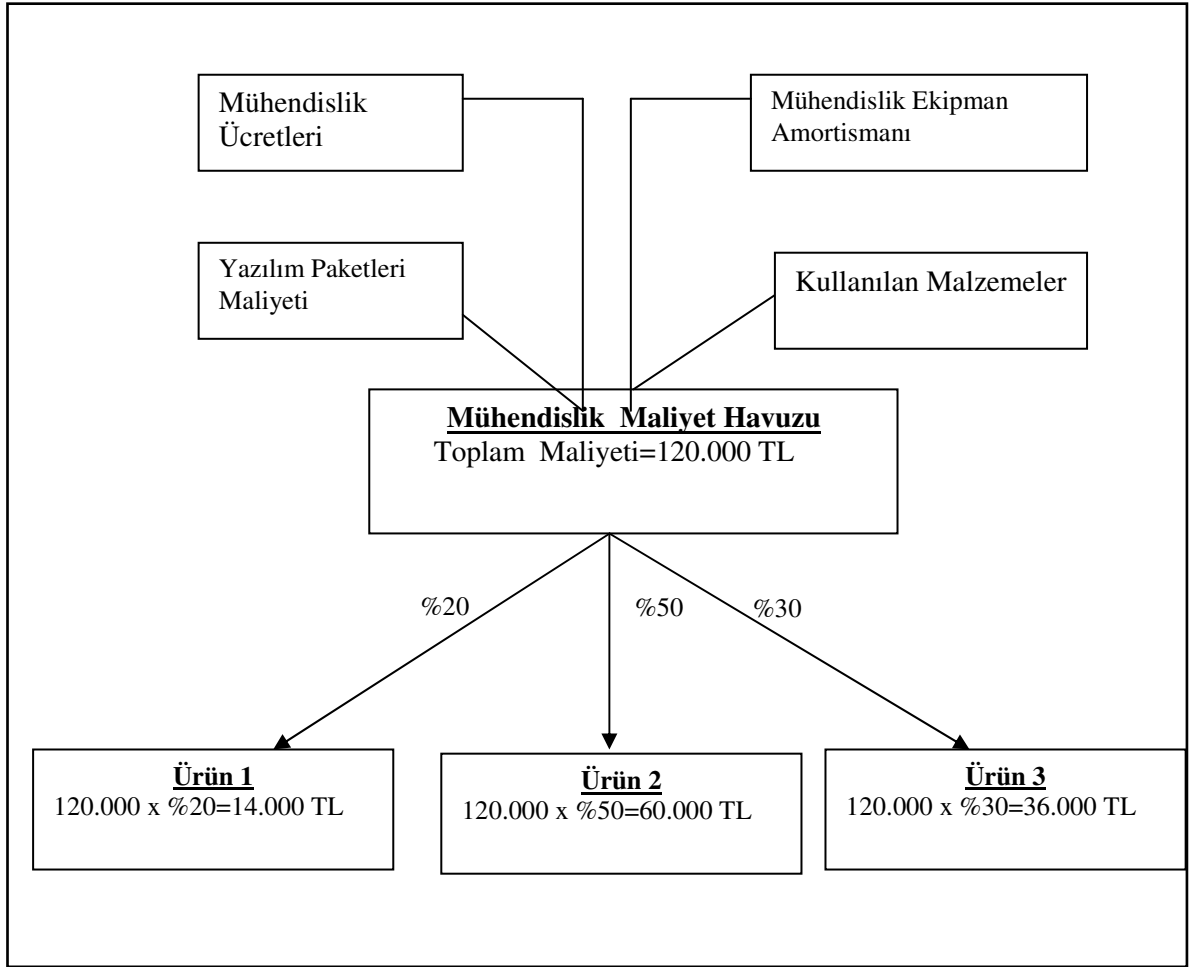 Mühendislik
Ücretleri
Mühendislik Ekipman
Amortismanı
Yazılım Paketleri
Maliyeti
Kullanılan Malzemeler
Mühendislik Maliyet Havuzu
Toplam Maliyeti=120.000 TL
%20
%50
%30
Ürün 1
120.000 x %20=14.000 TL
Ürün 2
120.000 x %50=60.000 TL
Ürün 3
120.000 x %30=36.000 TL